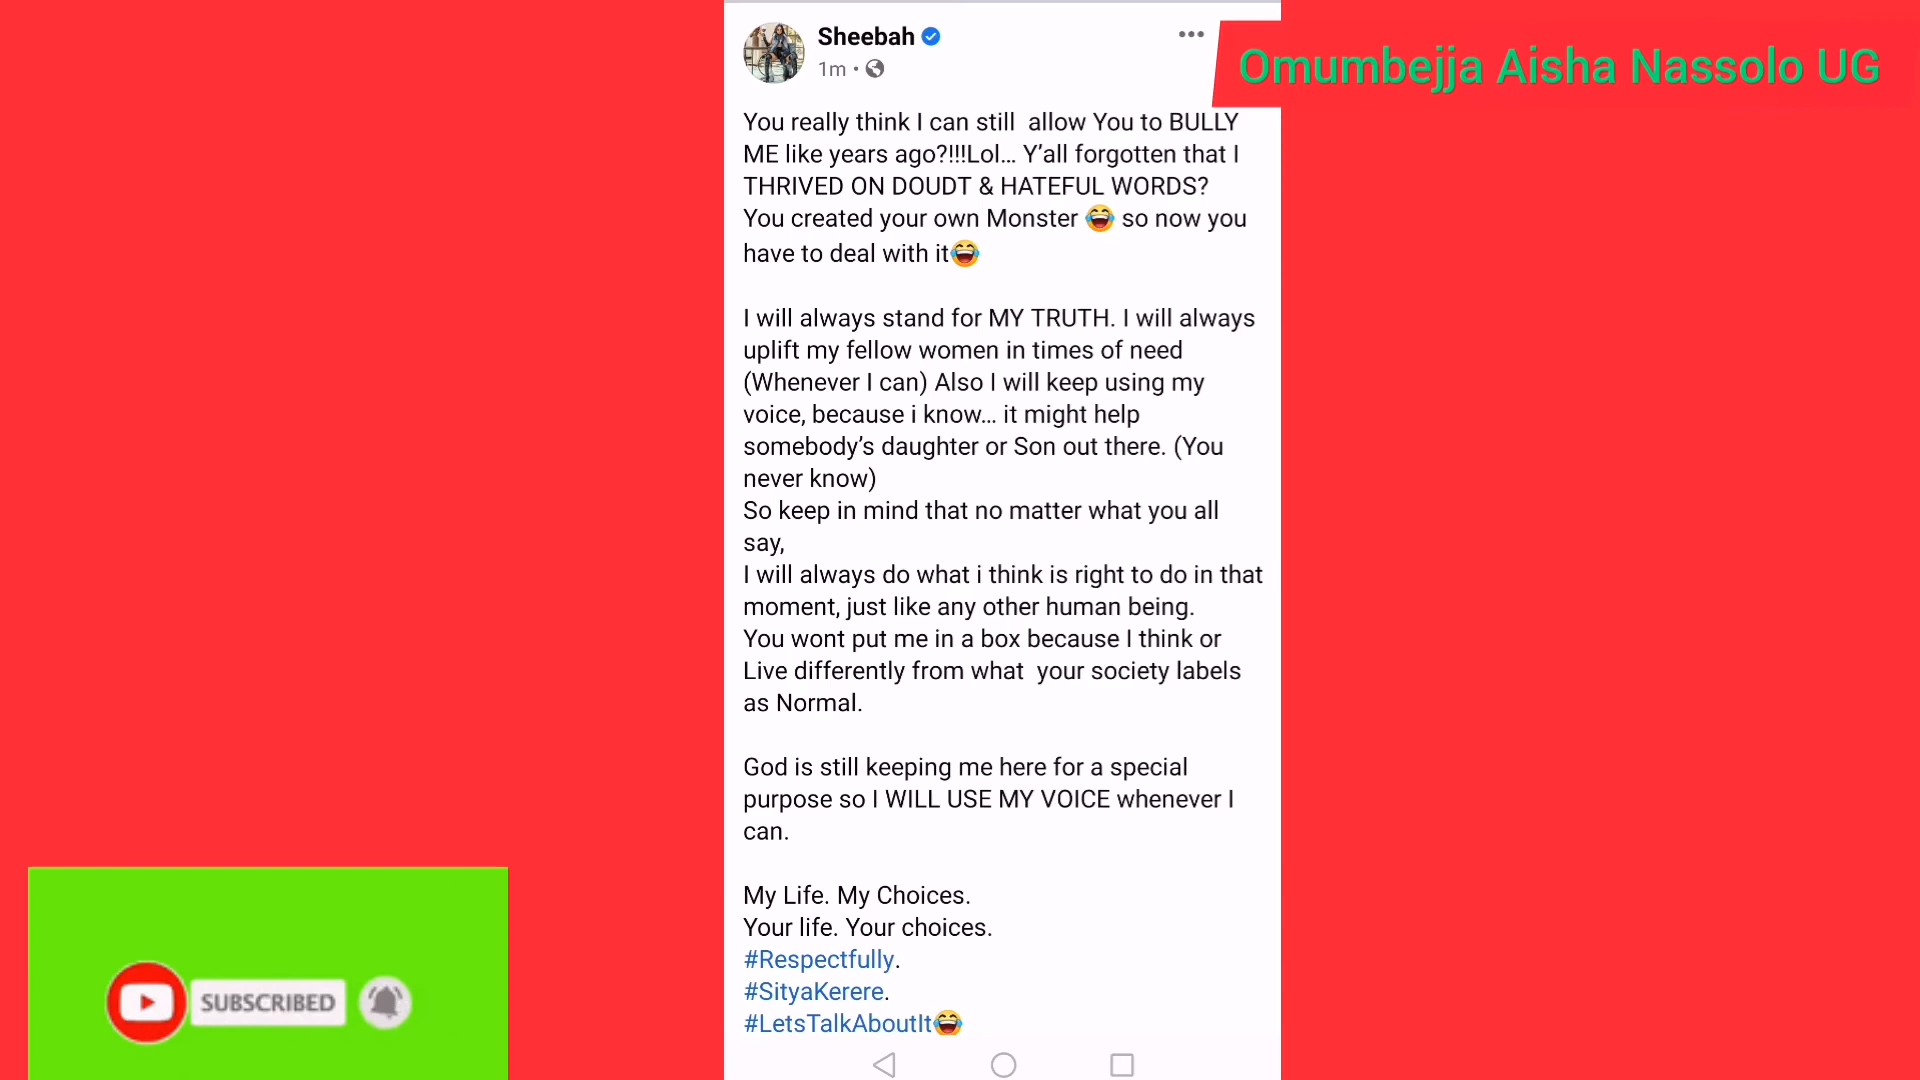 Sheebah
1m
Omumbejja Aisha Nassolo UG
You really think I can still  allow You to BULLY
ME like years ago?!!!Lol… Y’all forgotten that I
THRIVED ON DOUDT & HATEFUL WORDS?
You created your own Monster 😂 so now you
have to deal with it😂
I will always stand for MY TRUTH. I will always
uplift my fellow women in times of need
(Whenever I can) Also I will keep using my
voice, because i know… it might help
somebody’s daughter or Son out there. (You
never know)
So keep in mind that no matter what you all
say,
I will always do what i think is right to do in that
moment, just like any other human being.
You wont put me in a box because I think or
Live differently from what  your society labels
as Normal.
God is still keeping me here for a special
purpose so I WILL USE MY VOICE whenever I
can.
My Life. My Choices.
Your life. Your choices.
#Respectfully.
#SityaKerere.
#LetsTalkAboutIt😂
SUBSCRIBED